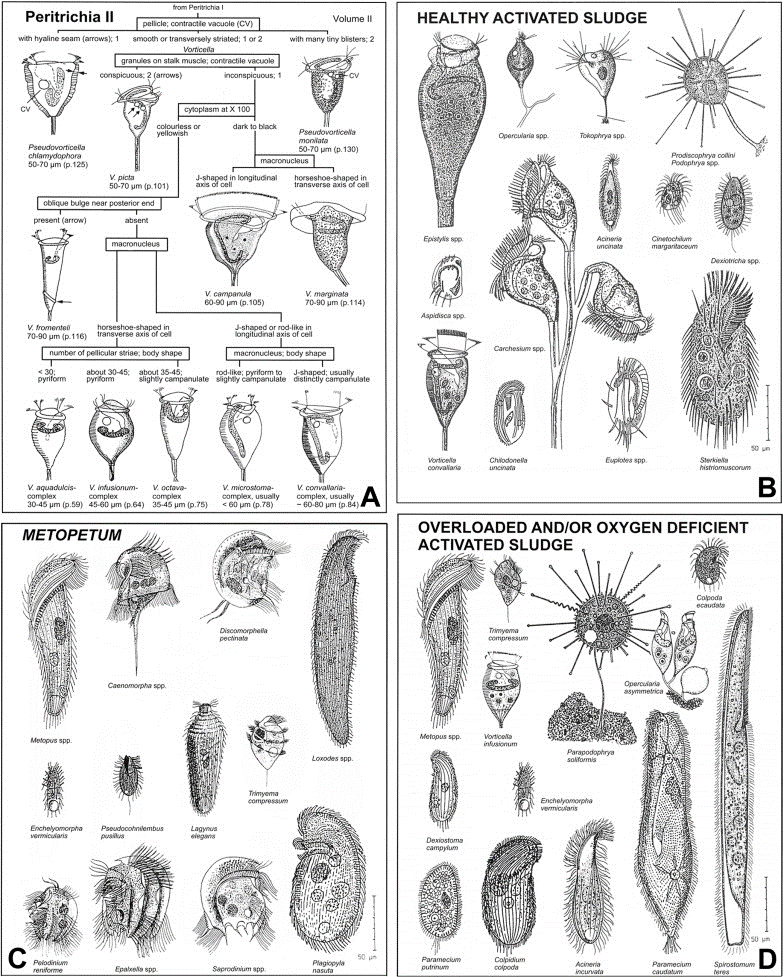 from Peritrichia I
Peritrichia II
Volume II
pellicle; contractile vacuole (CV)
with hyaline seam (arrows); 1
smooth or transversely striated; 1 or 2
with many tiny blisters; 2
Vorticella
granules on stalk muscle; contractile vacuole
conspicuous; 2 (arrows)
inconspicuous; 1
CV
CV
cytoplasm at X 100
colourless or
yellowish
dark to black
Pseudovorticella
chlamydophora
50-70 µm (p.125)
V. picta
50-70 µm (p.101)
Pseudovorticella
monilata
50-70 µm (p.130)
macronucleus
J-shaped in longitudinal
axis of cell
horseshoe-shaped in
transverse axis of cell
oblique bulge near posterior end
present (arrow)
absent
macronucleus
V. campanula
60-90 µm (p.105)
V. marginata
70-90 µm (p.114)
V. fromenteli
70-90 µm (p.116)
horseshoe-shaped in
transverse axis of cell
J-shaped or rod-like in
longitudinal axis of cell
number of pellicular striae; body shape
macronucleus; body shape
< 30;
pyriform
about 30-45;
pyriform
about 35-45;
slightly campanulate
rod-like; pyriform to
slightly campanulate
J-shaped; usually
distinctly campanulate
V. aquadulcis-
complex
30-45 µm (p.59)
V. infusionum-
complex
45-60 µm (p.64)
V. octava-
complex
35-45 µm (p.75)
V. microstoma-
complex, usually
< 60 µm (p.78)
V. convallaria-
complex, usually
~ 60-80 µm (p.84)
A
HEALTHY ACTIVATED SLUDGE
Opercularia spp.
Tokophrya spp.
Prodiscophrya collini
Podophrya spp.
Epistylis spp.
Acineria
uncinata
Cinetochilum
margaritaceum
Dexiotricha spp.
Aspidisca spp.
Carchesium spp.
Vorticella
convallaria
Chilodonella
uncinata
Euplotes spp.
Sterkiella
histriomuscorum
50 µm
B
METOPETUM
Metopus spp.
Caenomorpha spp.
Discomorphella
pectinata
Loxodes spp.
Enchelyomorpha
vermicularis
Pseudocohnilembus
pusillus
Lagynus
elegans
Trimyema
compressum
Pelodinium
reniforme
Epalxella spp.
Saprodinium spp.
Plagiopyla
nasuta
50 µm
C
OVERLOADED AND/OR OXYGEN DEFICIENT
ACTIVATED SLUDGE
Trimyema
compressum
Colpoda
ecaudata
Metopus spp.
Vorticella
infusionum
Parapodophrya
soliformis
Opercularia
asymmetrica
Dexiostoma
campylum
Enchelyomorpha
vermicularis
Paramecium
putrinum
Colpidium
colpoda
Acineria
incurvata
Paramecium
caudatum
Spirostomum
teres
50 µm
D